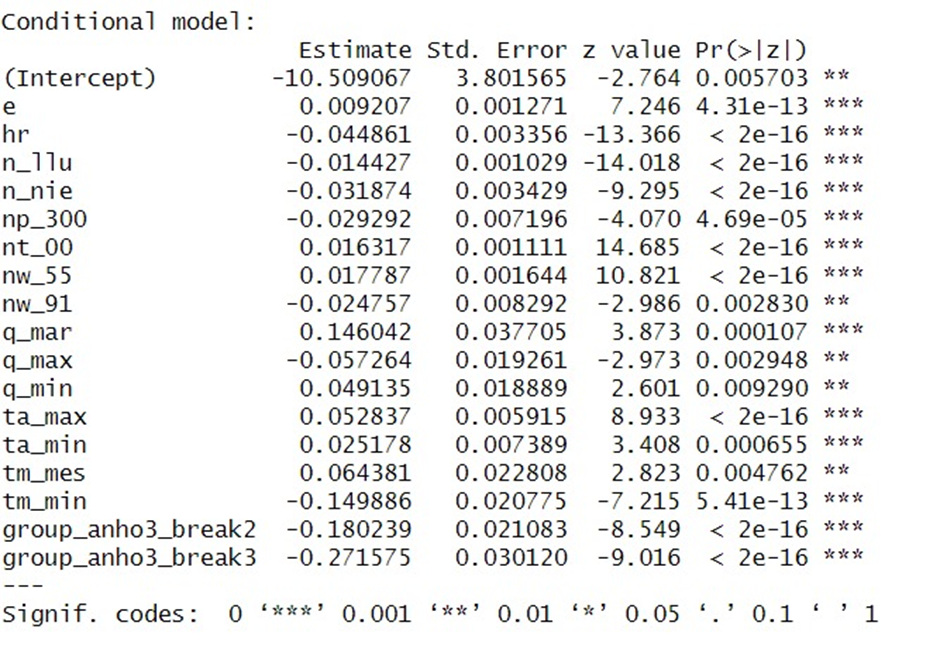 Conditional model:
Estimate Std. Error z value Pr(>|z|)
(Intercept) -10.509067 3.801565 -2.764 0.005703 **
e 0.009207 0.001271 7.246 4.31e-13 ***
hr -0.044861 0.003356 -13.366 < 2e-16 ***
n_llu -0.014427 0.001029 -14.018 < 2e-16 ***
n_nie -0.031874 0.003429 -9.295 < 2e-16 ***
np_300 -0.029292 0.007196 -4.070 4.69e-05 ***
nt_00 0.016317 0.001111 14.685 < 2e-16 ***
nw_55 0.017787 0.001644 10.821 < 2e-16 ***
nw_91 -0.024757 0.008292 -2.986 0.002830 **
q_mar 0.146042 0.037705 3.873 0.000107 ***
q_max -0.057264 0.019261 -2.973 0.002948 **
q_min 0.049135 0.018889 2.601 0.009290 **
ta_max 0.052837 0.005915 8.933 < 2e-16 ***
ta_min 0.025178 0.007389 3.408 0.000655 ***
tm_mes 0.064381 0.022808 2.823 0.004762 **
tm_min -0.149886 0.020775 -7.215 5.41e-13 ***
group_anho3_break2 -0.180239 0.021083 -8.549 < 2e-16 ***
group_anho3_break3 -0.271575 0.030120 -9.016 < 2e-16 ***
---
Signif. codes: 0 ‘***’ 0.001 ‘**’ 0.01 ‘*’ 0.05 ‘.’ 0.1 ‘ ’ 1